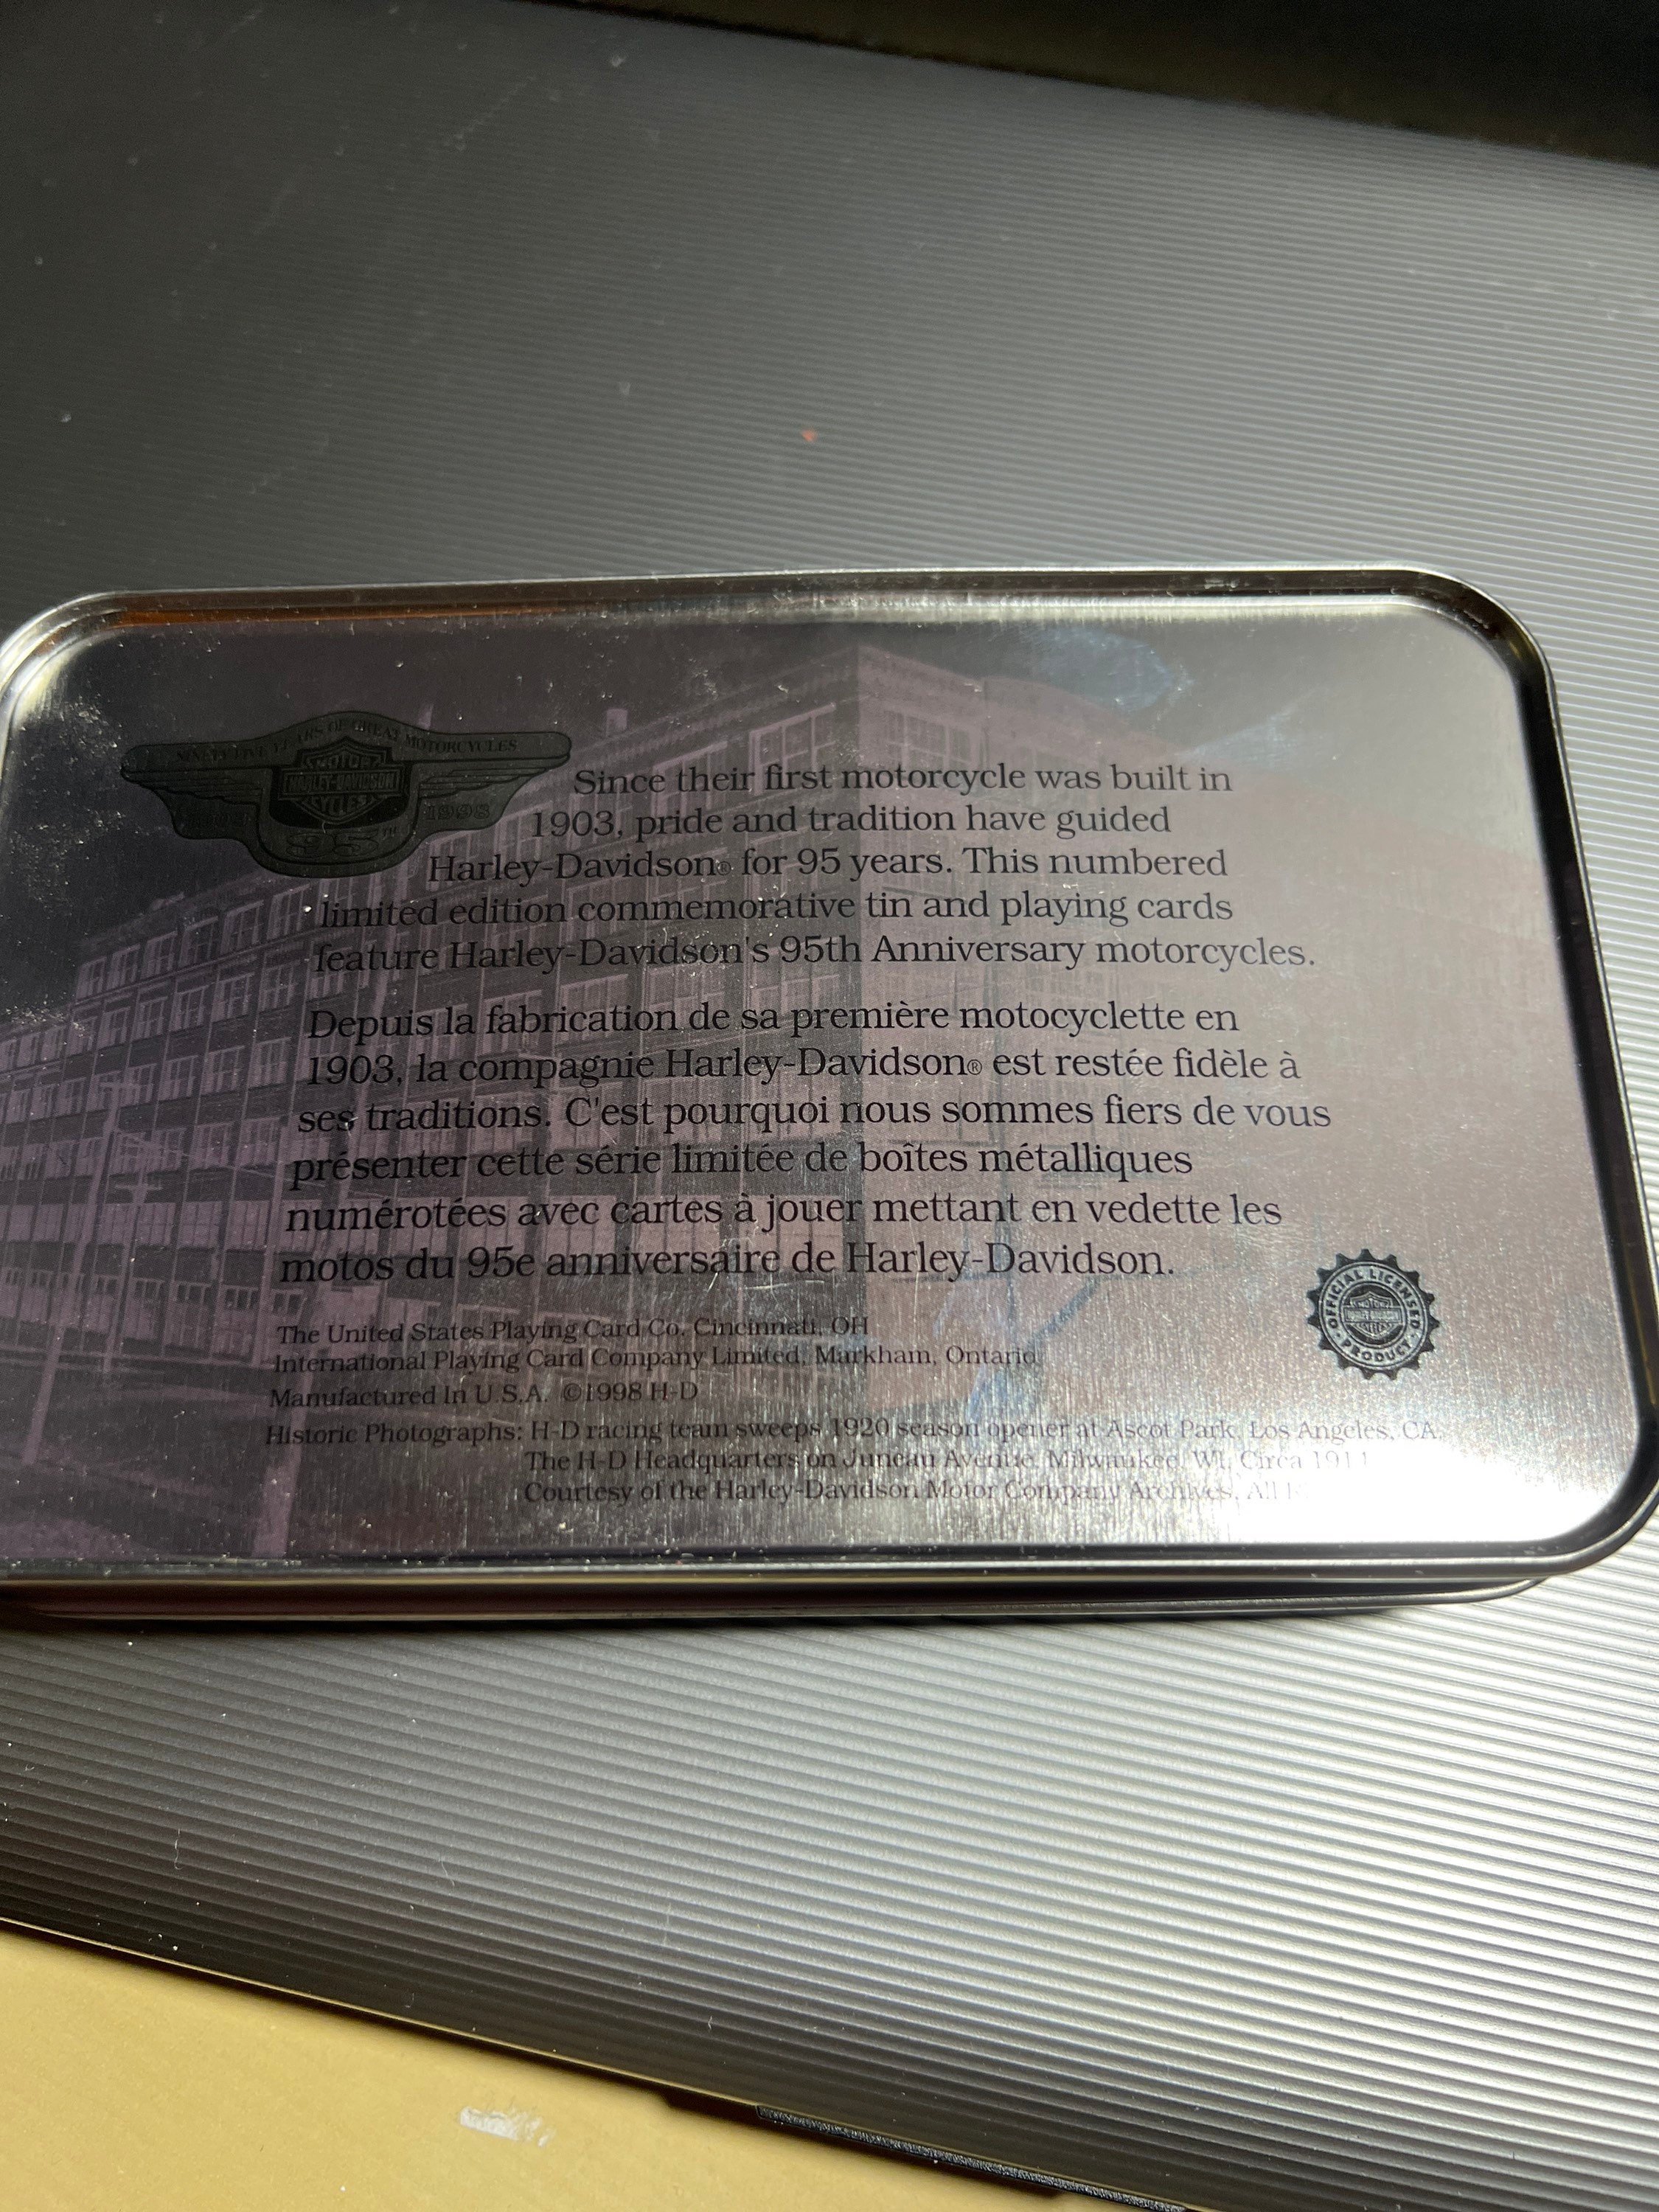 NINETY-FIVE YEARS OF GREAT MOTORCYCLES
MOTOR
HARLEY-DAVIDSON
CYCLES
1998
95TH
Since their first motorcycle was built in
1903, pride and tradition have guided
Harley-Davidson® for 95 years. This numbered
limited edition commemorative tin and playing cards
feature Harley-Davidson's 95th Anniversary motorcycles.
Depuis la fabrication de sa première motocyclette en
1903, la compagnie Harley-Davidson® est restée fidèle à
ses traditions. C'est pourquoi nous sommes fiers de vous
présenter cette série limitée de boîtes métalliques
numérotées avec cartes à jouer mettant en vedette les
motos du 95e anniversaire de Harley-Davidson.
OFFICIAL LICENSED
MOTOR
HARLEY-DAVIDSON
PRODUCT
The United States Playing Card Co. Cincinnati, OH
International Playing Card Company Limited, Markham, Ontario
Manufactured In U.S.A. ©1998 H-D
Historic Photographs: H-D racing team sweeps 1920 season opener at Ascot Park, Los Angeles, CA.
The H-D Headquarters on Juneau Avenue, Milwaukee, WI, Circa 1911
Courtesy of the Harley-Davidson Motor Company Archives, All